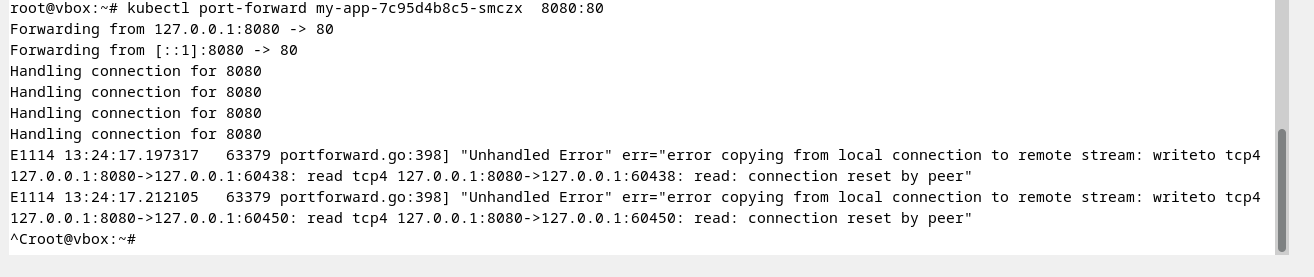 root@vbox:~# kubectl port-forward my-app-7c95d4b8c5-smczx  8080:80
Forwarding from 127.0.0.1:8080 -> 80
Forwarding from [::1]:8080 -> 80
Handling connection for 8080
Handling connection for 8080
Handling connection for 8080
Handling connection for 8080
E1114 13:24:17.197317   63379 portforward.go:398] "Unhandled Error" err="error copying from local connection to remote stream: writeto tcp4
127.0.0.1:8080->127.0.0.1:60438: read tcp4 127.0.0.1:8080->127.0.0.1:60438: read: connection reset by peer"
E1114 13:24:17.212105   63379 portforward.go:398] "Unhandled Error" err="error copying from local connection to remote stream: writeto tcp4
127.0.0.1:8080->127.0.0.1:60450: read tcp4 127.0.0.1:8080->127.0.0.1:60450: read: connection reset by peer"
^Croot@vbox:~#